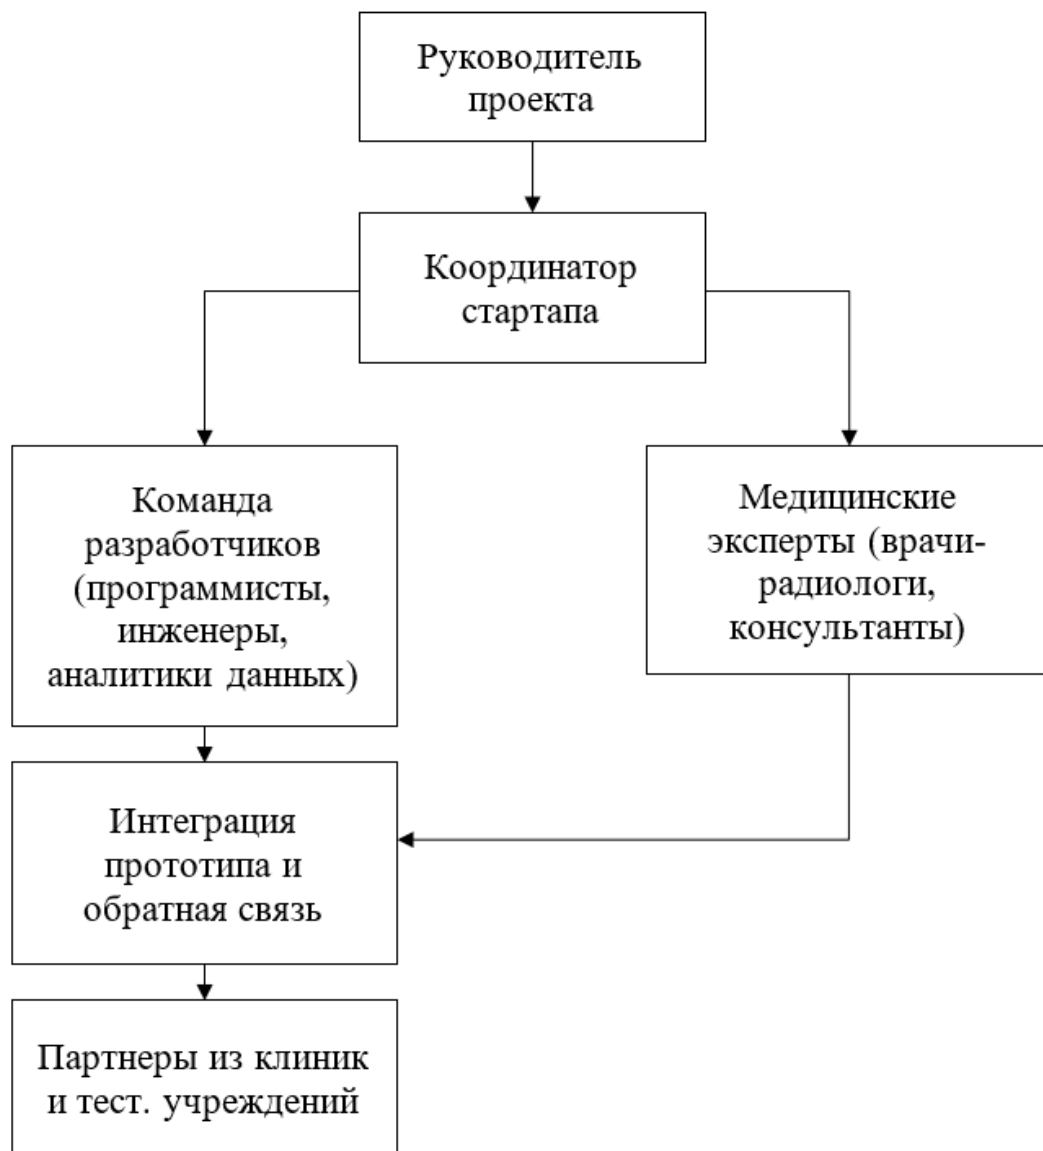 Руководитель
проекта
Координатор
стартапа
Команда
разработчиков
(программисты,
инженеры,
аналитики данных)
Медицинские
эксперты (врачи-
радиологи,
консультанты)
Интеграция
прототипа и
обратная связь
Партнеры из клиник
и тест. учреждений